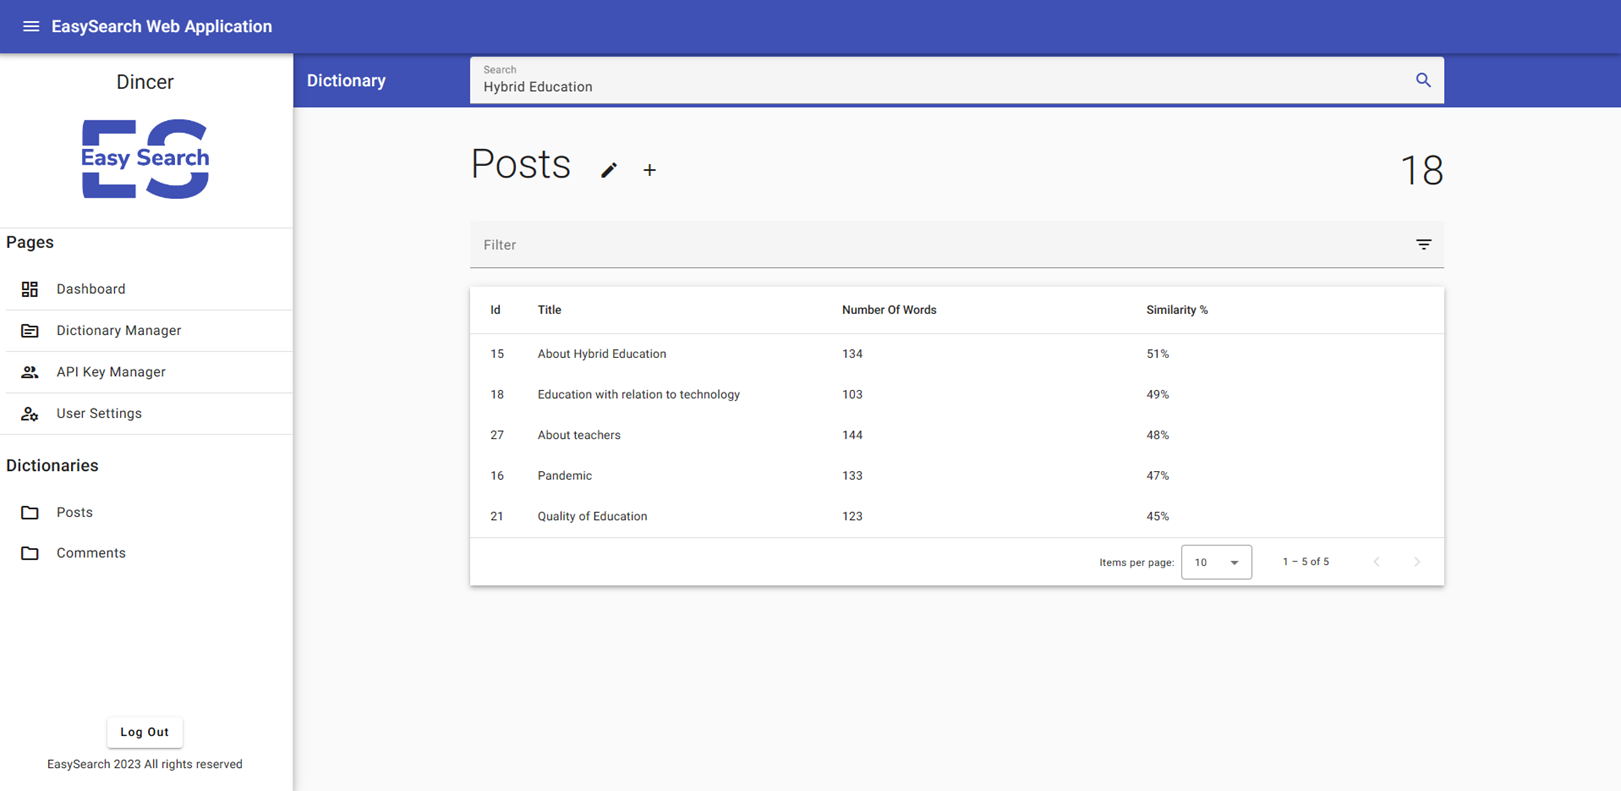 EasySearch Web Application
Dincer
ES
Easy Search
Pages
Dashboard
Dictionary Manager
API Key Manager
User Settings
Dictionaries
Posts
Comments
Log Out
EasySearch 2023 All rights reserved
Dictionary
Search
Hybrid Education
Posts + 18
Filter
Id Title Number Of Words Similarity %
15 About Hybrid Education 134 51%
18 Education with relation to technology 103 49%
27 About teachers 144 48%
16 Pandemic 133 47%
21 Quality of Education 123 45%
Items per page: 10 1 – 5 of 5